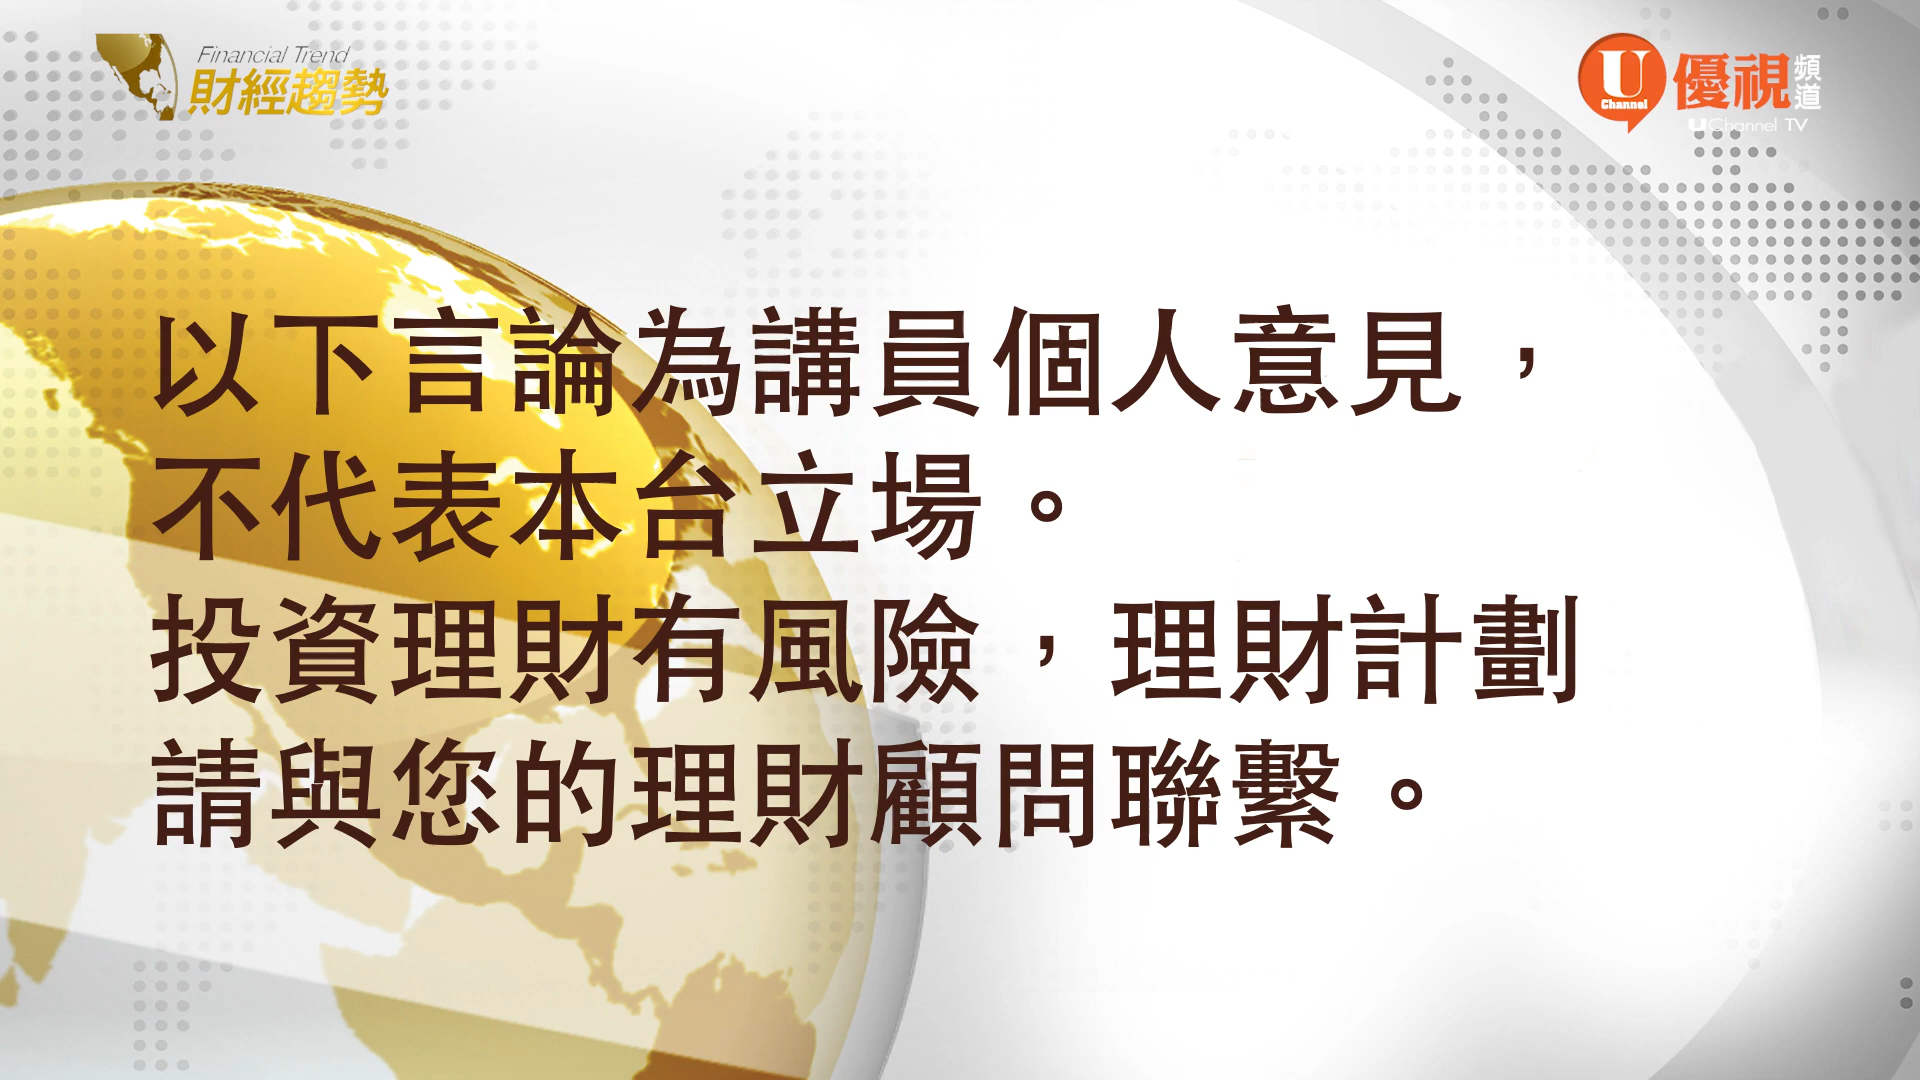 Financial Trend
財經趨勢
U
Channel
優視
頻道
UChannel TV
以下言論為講員個人意見，
不代表本台立場。
投資理財有風險，理財計劃
請與您的理財顧問聯繫。